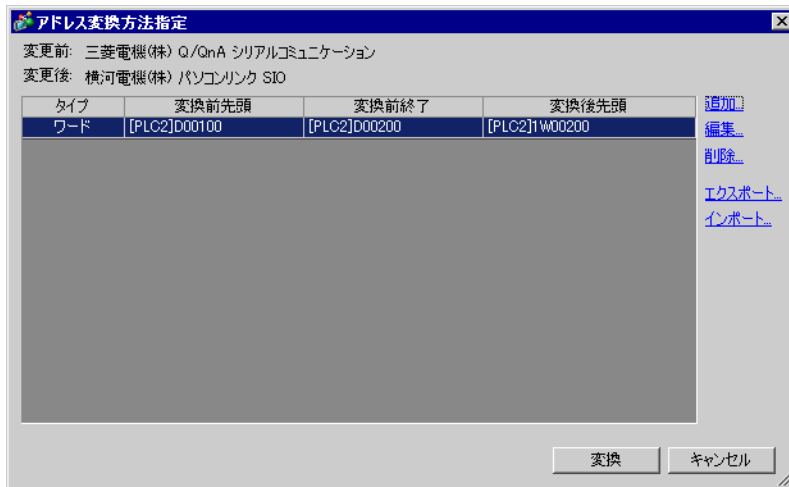 アドレス変換方法指定
変更前: 三菱電機(株) Q/QnA シリアルコミュニケーション
変更後: 横河電機(株) パソコンリンク SIO
タイプ 変換前先頭 変換前終了 変換後先頭
ワード [PLC2]D00100 [PLC2]D00200 [PLC2]1W00200
追加...
編集...
削除...
エクスポート...
インポート...
変換 キャンセル